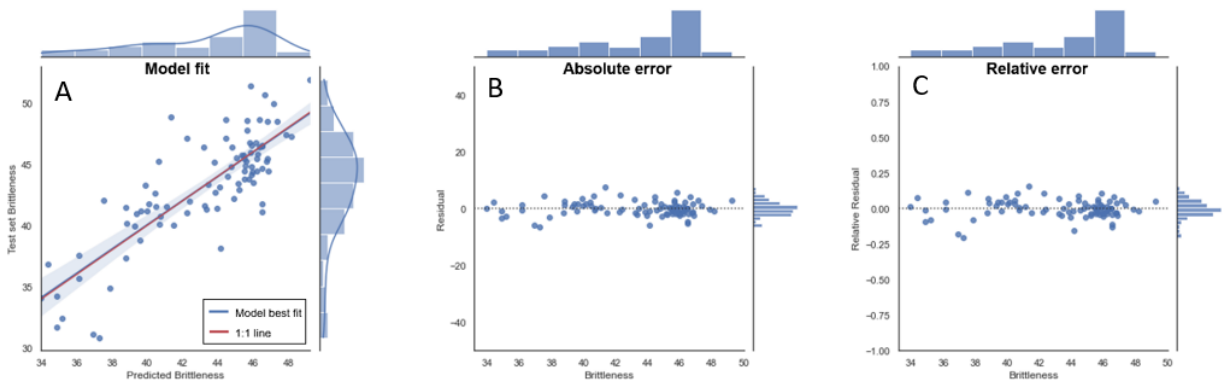 Model fit
A
Test set Brittleness
50
45
40
35
30
Model best fit
1:1 line
34 36 38 40 42 44 46 48
Predicted Brittleness
Absolute error
B
Residual
40
20
0
−20
−40
34 36 38 40 42 44 46 48 50
Brittleness
Relative error
C
Relative Residual
1.00
0.75
0.50
0.25
0.00
−0.25
−0.50
−0.75
−1.00
34 36 38 40 42 44 46 48 50
Brittleness